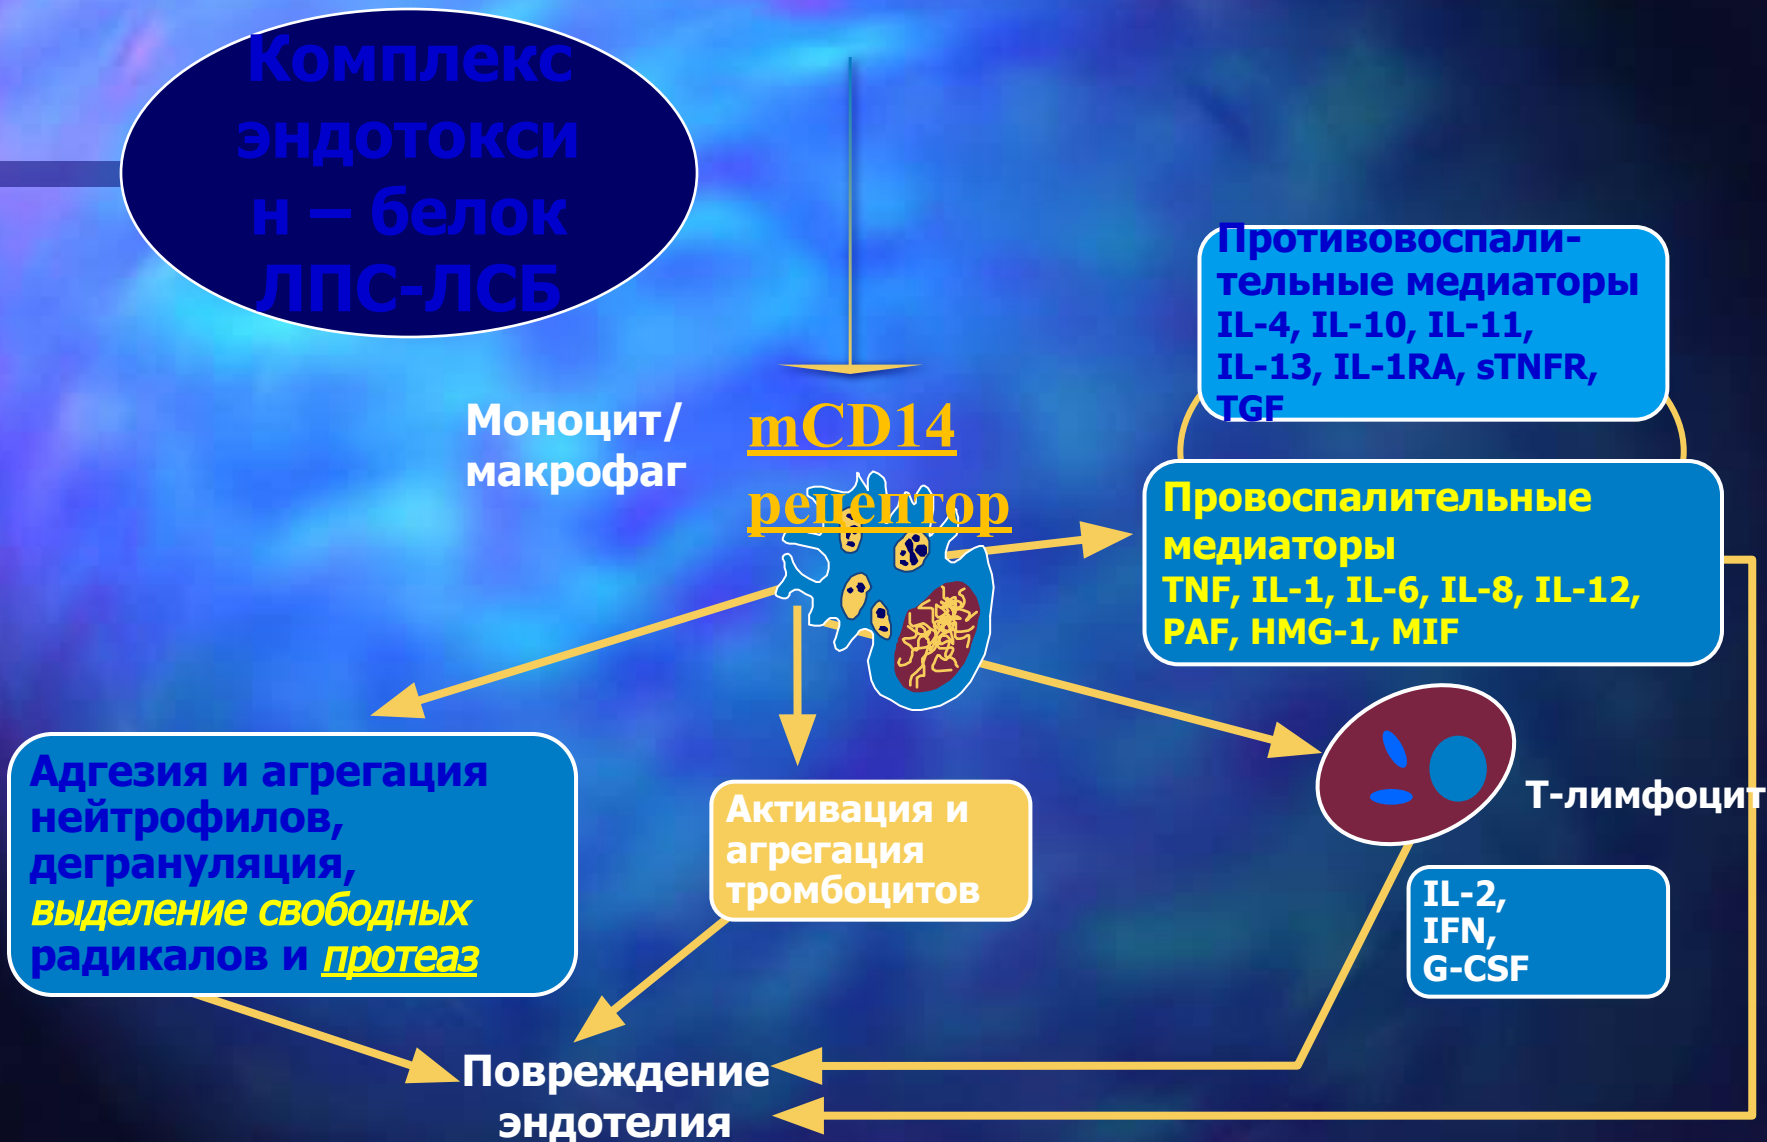 Комплекс
эндотокси
н – белок
ЛПС-ЛСБ
Моноцит/
макрофаг
mCD14
рецептор
Противовоспали-
тельные медиаторы
IL-4, IL-10, IL-11,
IL-13, IL-1RA, sTNFR,
TGF
Провоспалительные
медиаторы
TNF, IL-1, IL-6, IL-8, IL-12,
PAF, HMG-1, MIF
Адгезия и агрегация
нейтрофилов,
дегрануляция,
выделение свободных
радикалов и протеаз
Активация и
агрегация
тромбоцитов
Т-лимфоцит
IL-2,
IFN,
G-CSF
Повреждение
эндотелия